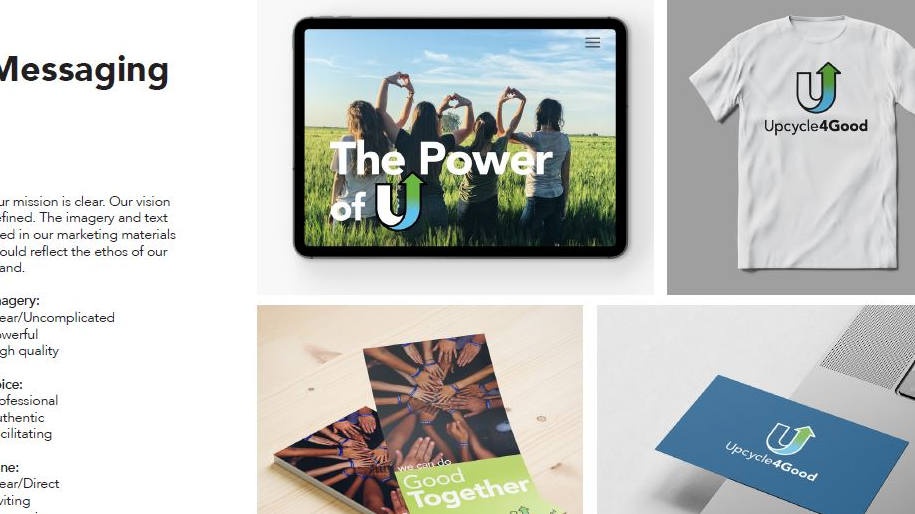 Messaging
ur mission is clear. Our vision
efined. The imagery and text
ed in our marketing materials
ould reflect the ethos of our
and.
nagery:
ear/Uncomplicated
owerful
gh quality
oice:
ofessional
uthentic
cilitating
ne:
ear/Direct
viting
The Power
of U
Upcycle4Good
we can do
Good
Together
Upcycle4Good